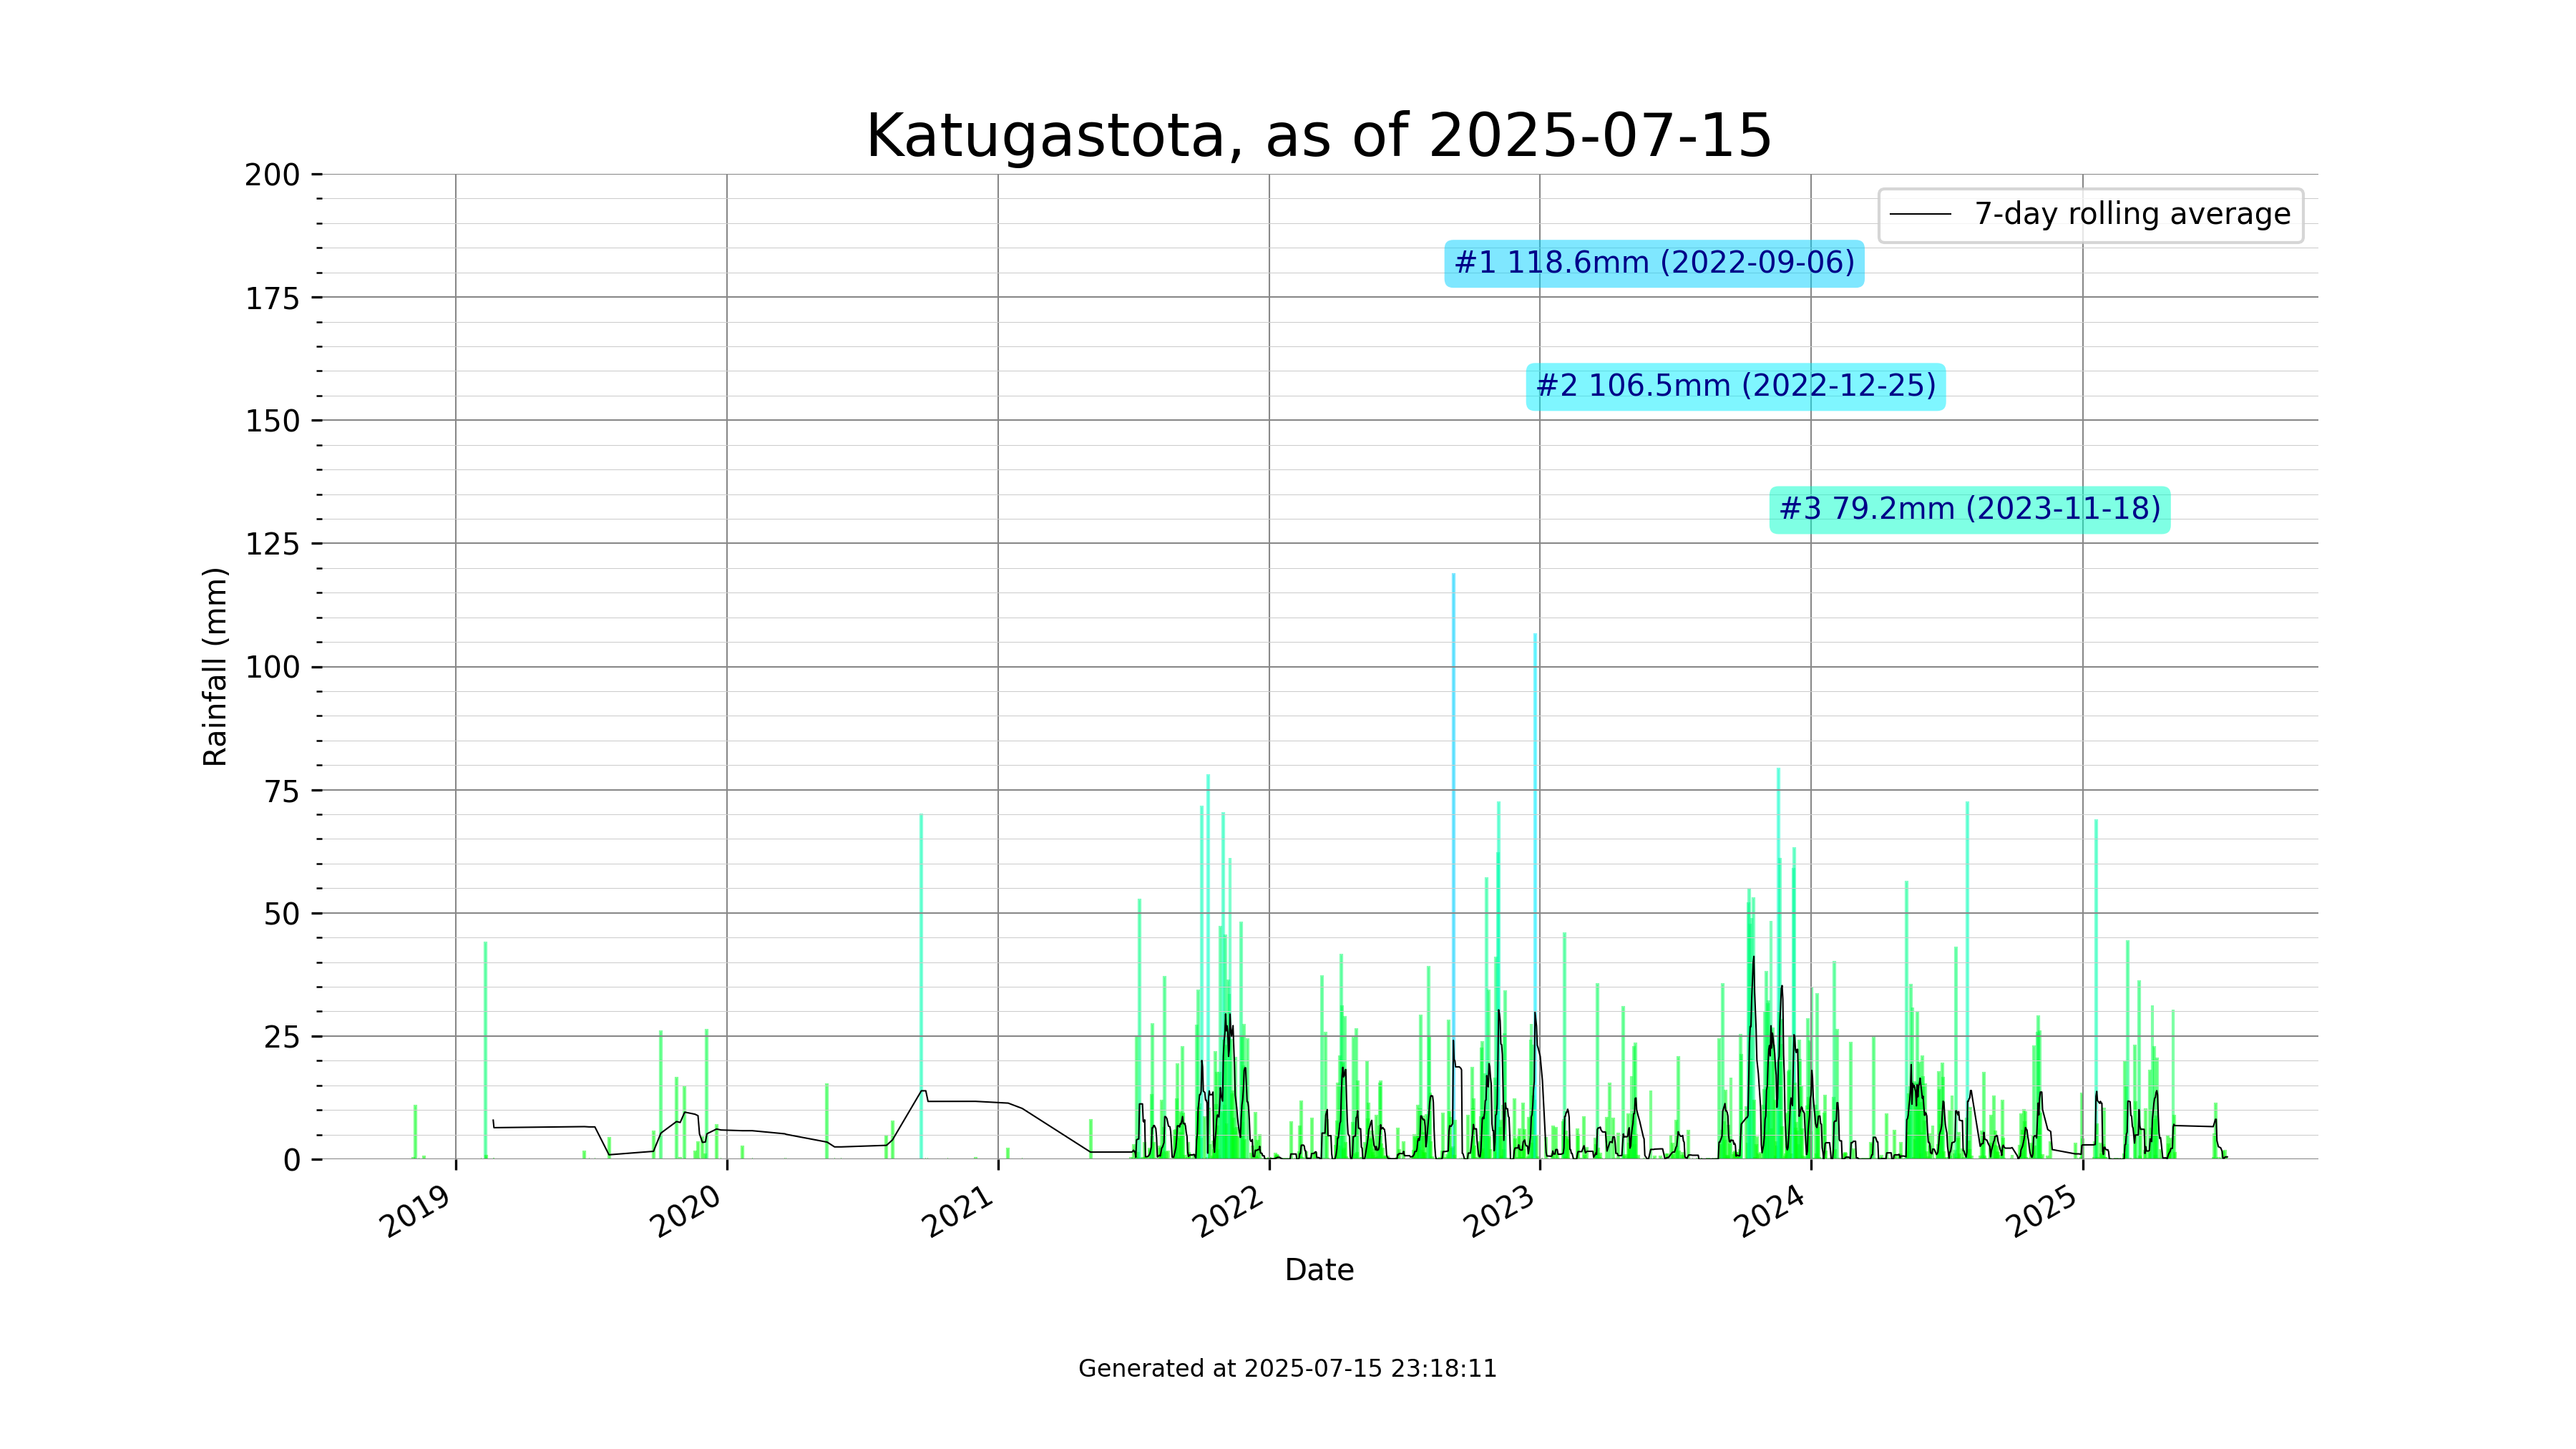 Katugastota, as of 2025-07-15
200
175
150
125
100
75
50
25
0
Rainfall (mm)
7-day rolling average
#1 118.6mm (2022-09-06)
#2 106.5mm (2022-12-25)
#3 79.2mm (2023-11-18)
2019
2020
2021
2022
2023
2024
2025
Date
Generated at 2025-07-15 23:18:11